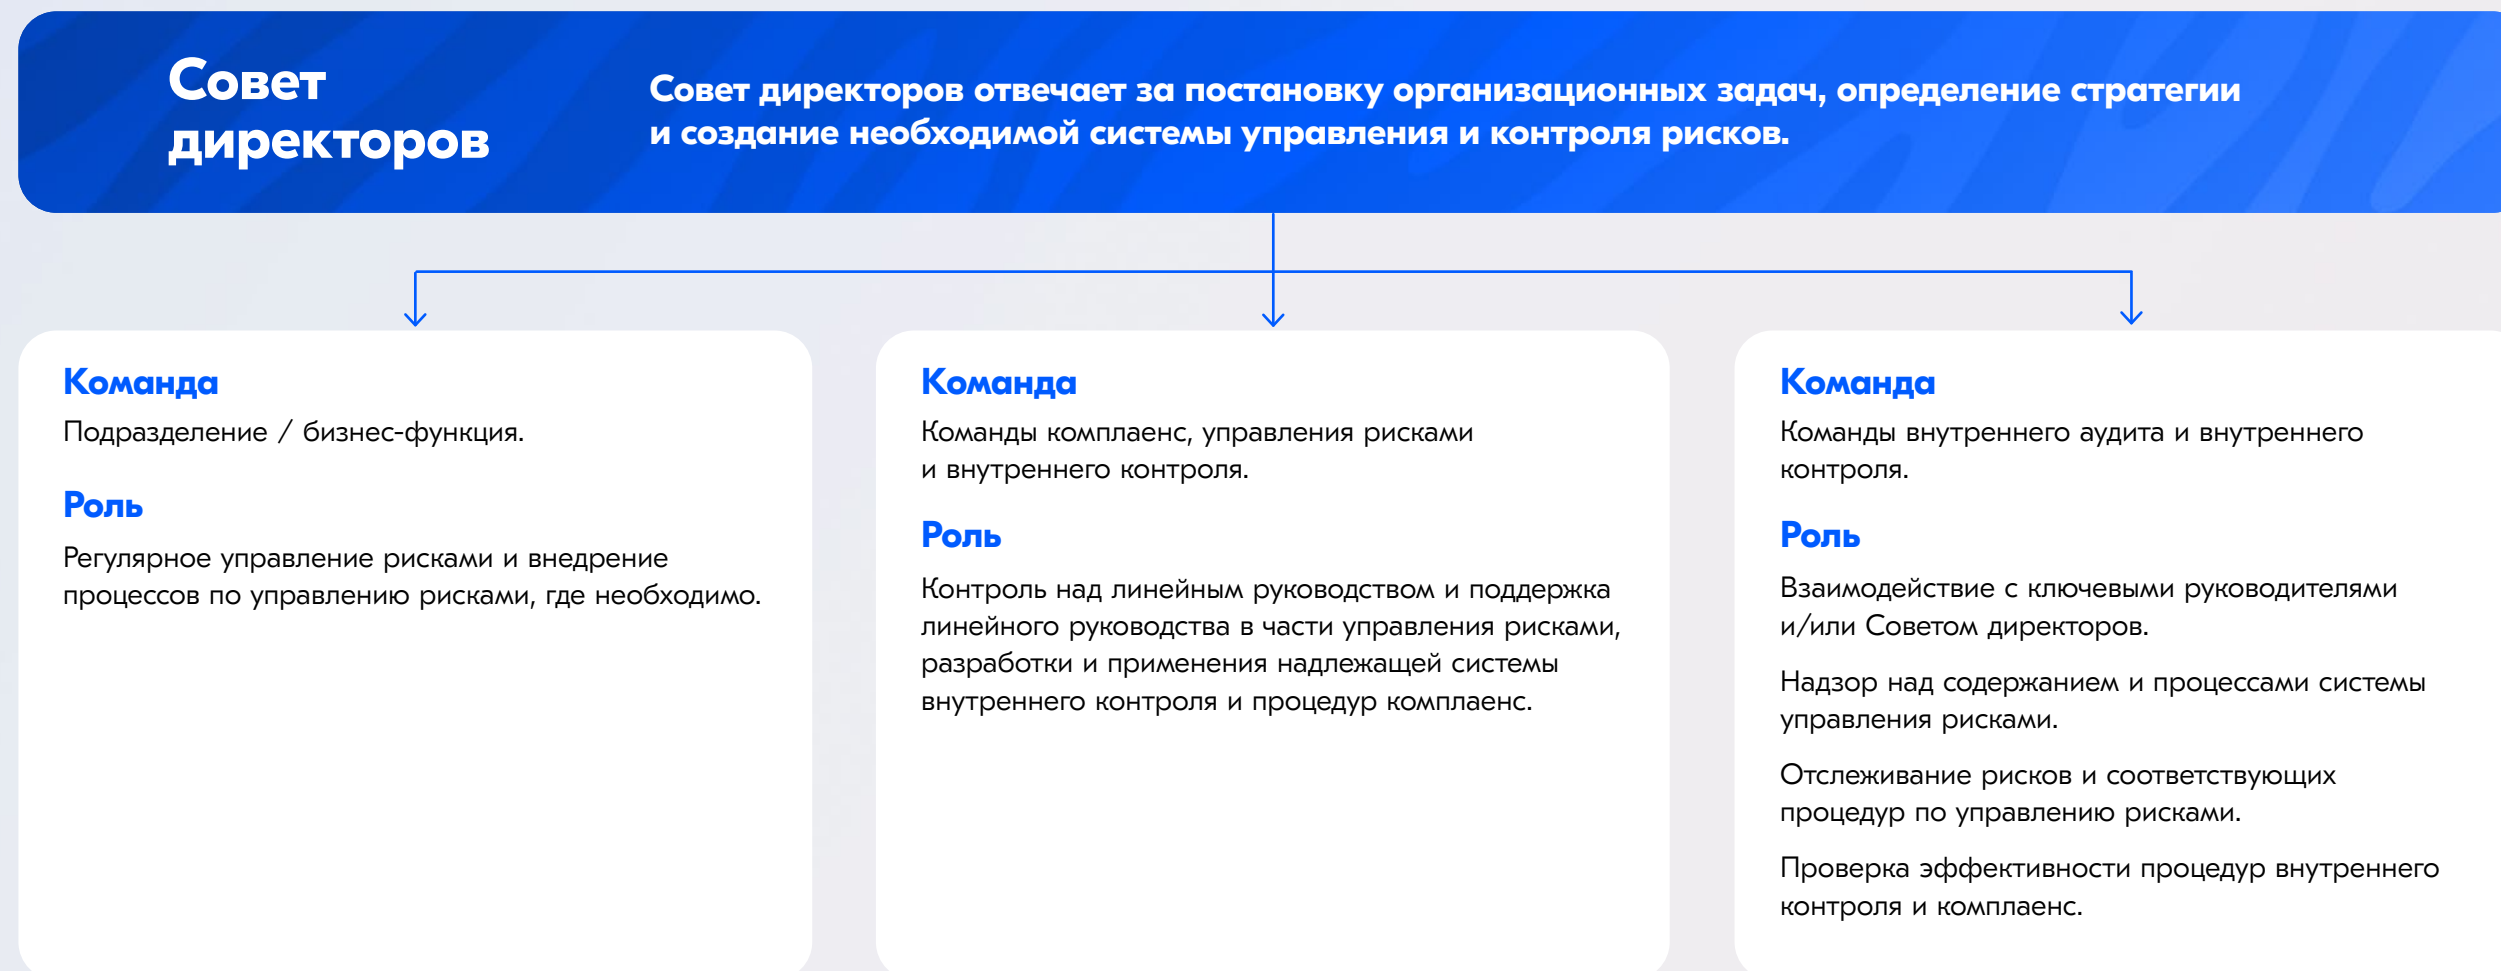 Совет
директоров
Совет директоров отвечает за постановку организационных задач, определение стратегии
и создание необходимой системы управления и контроля рисков.
Команда
Подразделение / бизнес-функция.
Роль
Регулярное управление рисками и внедрение
процессов по управлению рисками, где необходимо.
Команда
Команды комплаенс, управления рисками
и внутреннего контроля.
Роль
Контроль над линейным руководством и поддержка
линейного руководства в части управления рисками,
разработки и применения надлежащей системы
внутреннего контроля и процедур комплаенс.
Команда
Команды внутреннего аудита и внутреннего
контроля.
Роль
Взаимодействие с ключевыми руководителями
и/или Советом директоров.
Надзор над содержанием и процессами системы
управления рисками.
Отслеживание рисков и соответствующих
процедур по управлению рисками.
Проверка эффективности процедур внутреннего
контроля и комплаенс.